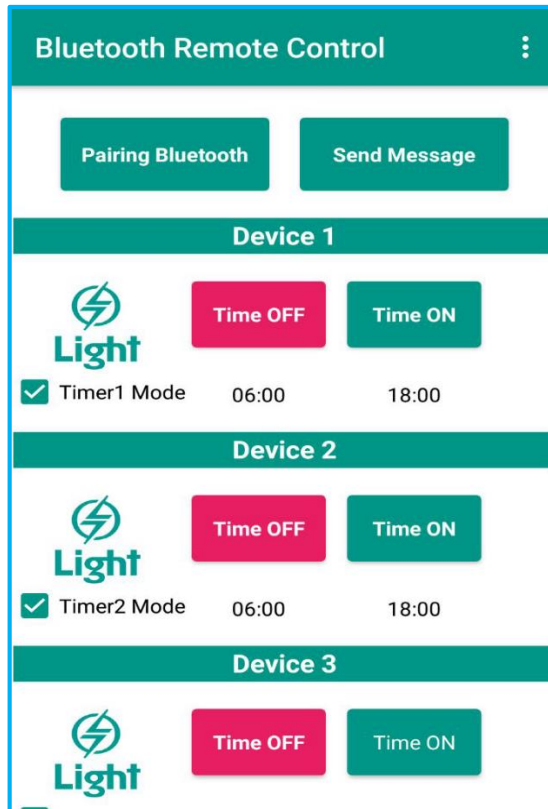 Bluetooth Remote Control
Pairing Bluetooth Send Message
Device 1
Light Time OFF Time ON
Timer1 Mode 06:00 18:00
Device 2
Light Time OFF Time ON
Timer2 Mode 06:00 18:00
Device 3
Light Time OFF Time ON